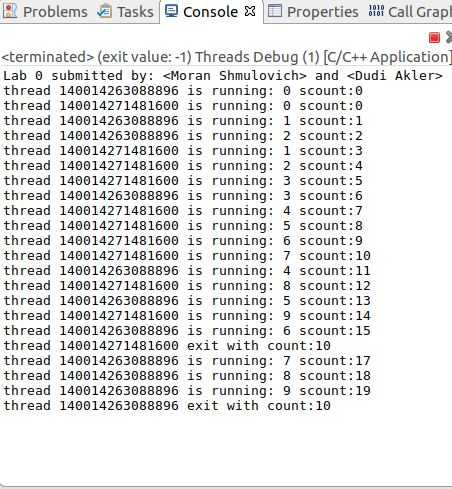 Problems Tasks Console Properties Call Grap
<terminated> (exit value: -1) Threads Debug (1) [C/C++ Application]
Lab 0 submitted by: <Moran Shmulovich> and <Dudi Akler>
thread 140014263088896 is running: 0 scount:0
thread 140014271481600 is running: 0 scount:0
thread 140014263088896 is running: 1 scount:1
thread 140014263088896 is running: 2 scount:2
thread 140014271481600 is running: 1 scount:3
thread 140014271481600 is running: 2 scount:4
thread 140014271481600 is running: 3 scount:5
thread 140014263088896 is running: 3 scount:6
thread 140014271481600 is running: 4 scount:7
thread 140014271481600 is running: 5 scount:8
thread 140014271481600 is running: 6 scount:9
thread 140014271481600 is running: 7 scount:10
thread 140014263088896 is running: 4 scount:11
thread 140014271481600 is running: 8 scount:12
thread 140014263088896 is running: 5 scount:13
thread 140014271481600 is running: 9 scount:14
thread 140014263088896 is running: 6 scount:15
thread 140014271481600 exit with count:10
thread 140014263088896 is running: 7 scount:17
thread 140014263088896 is running: 8 scount:18
thread 140014263088896 is running: 9 scount:19
thread 140014263088896 exit with count:10